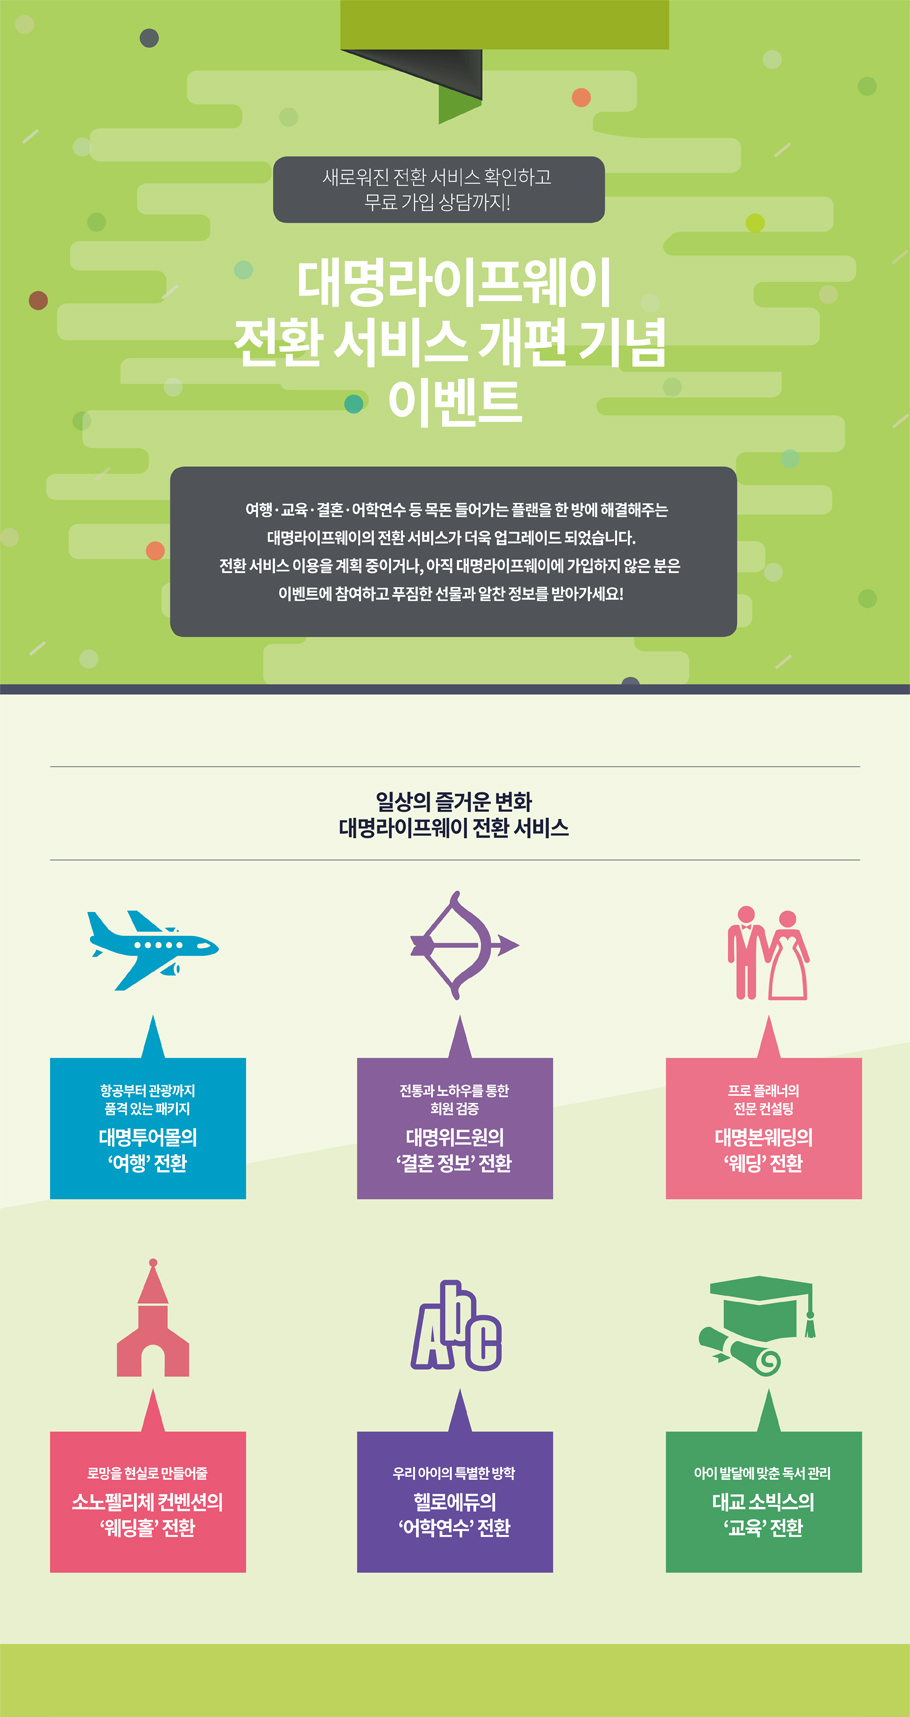 새로워진 전환 서비스 확인하고
무료 가입 상담까지!
대명라이프웨이
전환 서비스 개편 기념
이벤트
여행·교육·결혼·어학연수 등 목돈 들어가는 플랜을 한 방에 해결해주는
대명라이프웨이의 전환 서비스가 더욱 업그레이드 되었습니다.
전환 서비스 이용을 계획 중이거나, 아직 대명라이프웨이에 가입하지 않은 분은
이벤트에 참여하고 푸짐한 선물과 알찬 정보를 받아가세요!
일상의 즐거운 변화
대명라이프웨이 전환 서비스
항공부터 관광까지
품격 있는 패키지
대명투어몰의
‘여행’ 전환
전통과 노하우를 통한
회원 검증
대명위드원의
‘결혼 정보’ 전환
프로 플래너의
전문 컨설팅
대명본웨딩의
‘웨딩’ 전환
로망을 현실로 만들어줄
소노펠리체 컨벤션의
‘웨딩홀’ 전환
Abc
우리 아이의 특별한 방학
헬로에듀의
‘어학연수’ 전환
아이 발달에 맞춘 독서 관리
대교 소빅스의
‘교육’ 전환